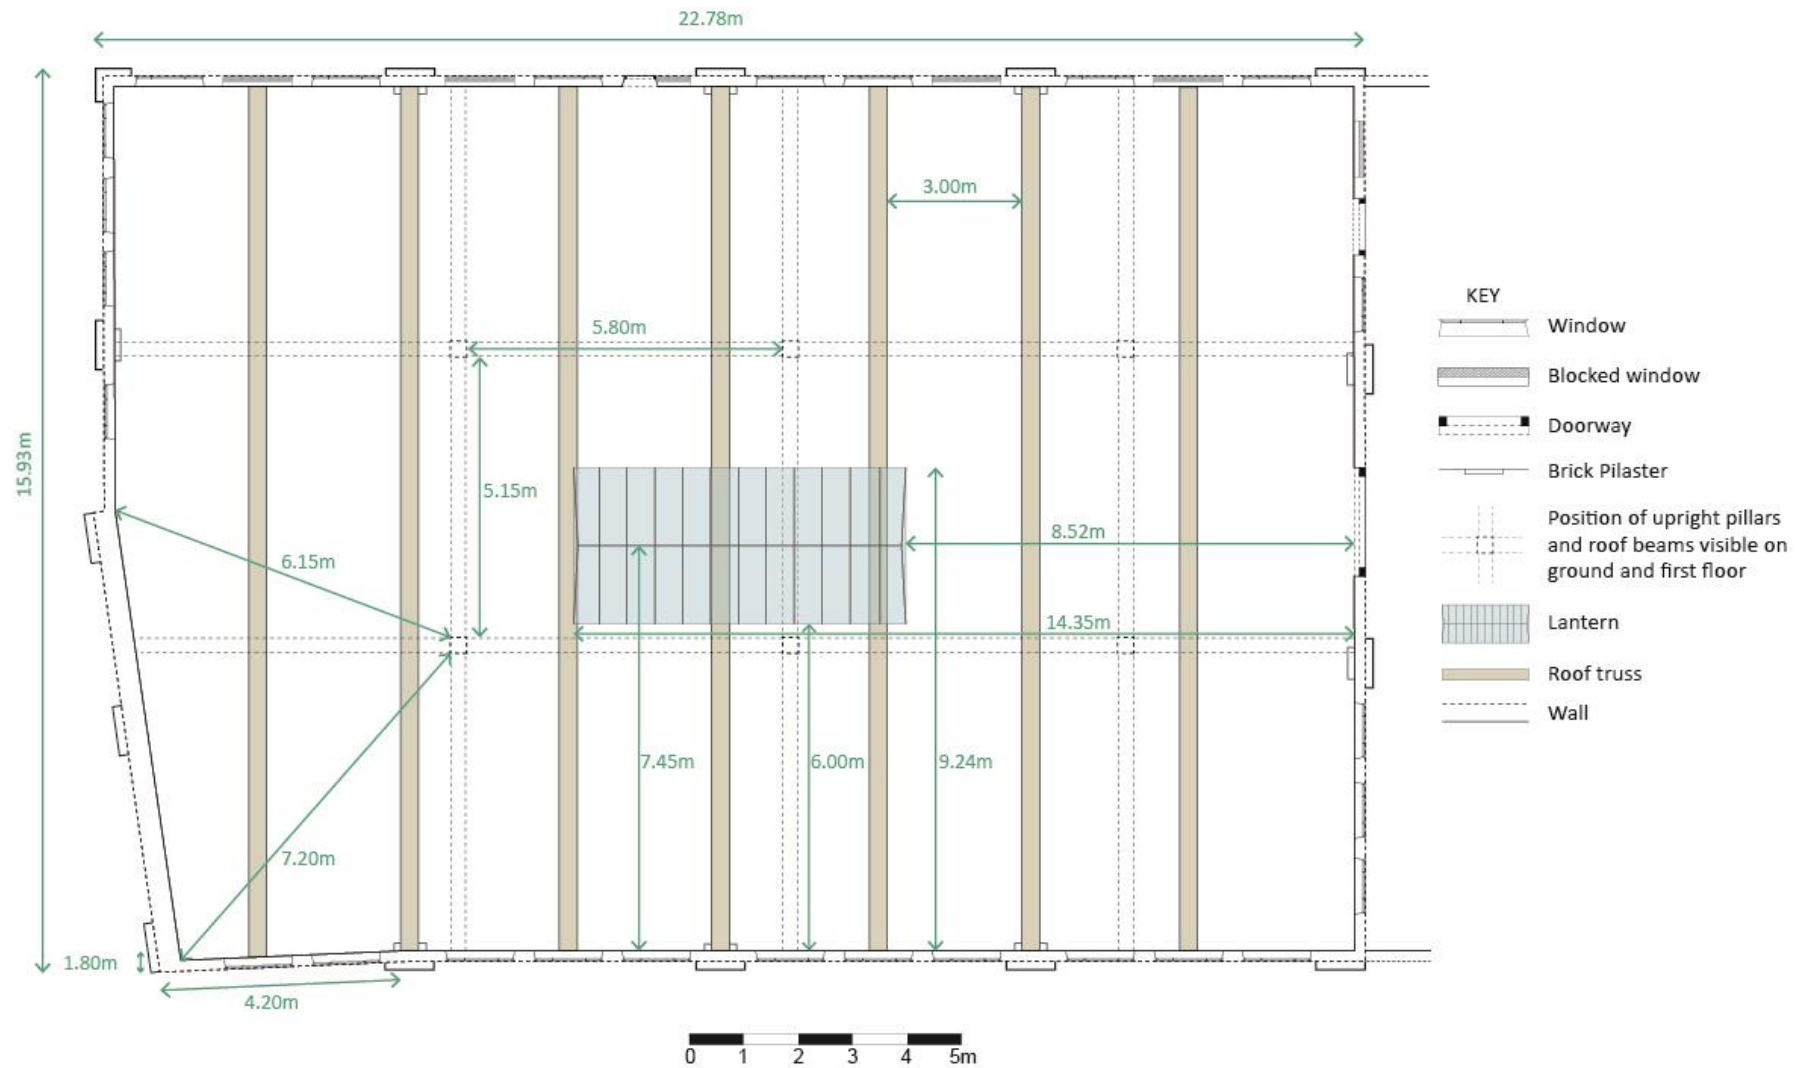 22.78m
15.93m
3.00m
5.80m
5.15m
6.15m
8.52m
14.35m
7.45m
6.00m
9.24m
7.20m
1.80m
4.20m
0 1 2 3 4 5m
KEY
Window
Blocked window
Doorway
Brick Pilaster
Position of upright pillars
and roof beams visible on
ground and first floor
Lantern
Roof truss
Wall